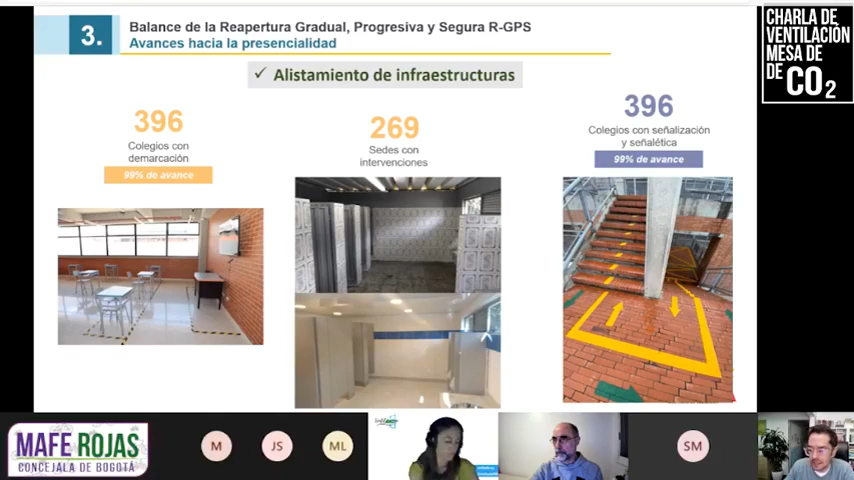 3.
Balance de la Reapertura Gradual, Progresiva y Segura R-GPS
Avances hacia la presencialidad
✓ Alistamiento de infraestructuras
396
Colegios con
demarcación
99% de avance
269
Sedes con
intervenciones
396
Colegios con señalización
y señalética
99% de avance
CHARLA DE
VENTILACIÓN
MESA DE
DE CO2
MAFE ROJAS
CONCEJALA DE BOGOTÁ
M
JS
ML
SM